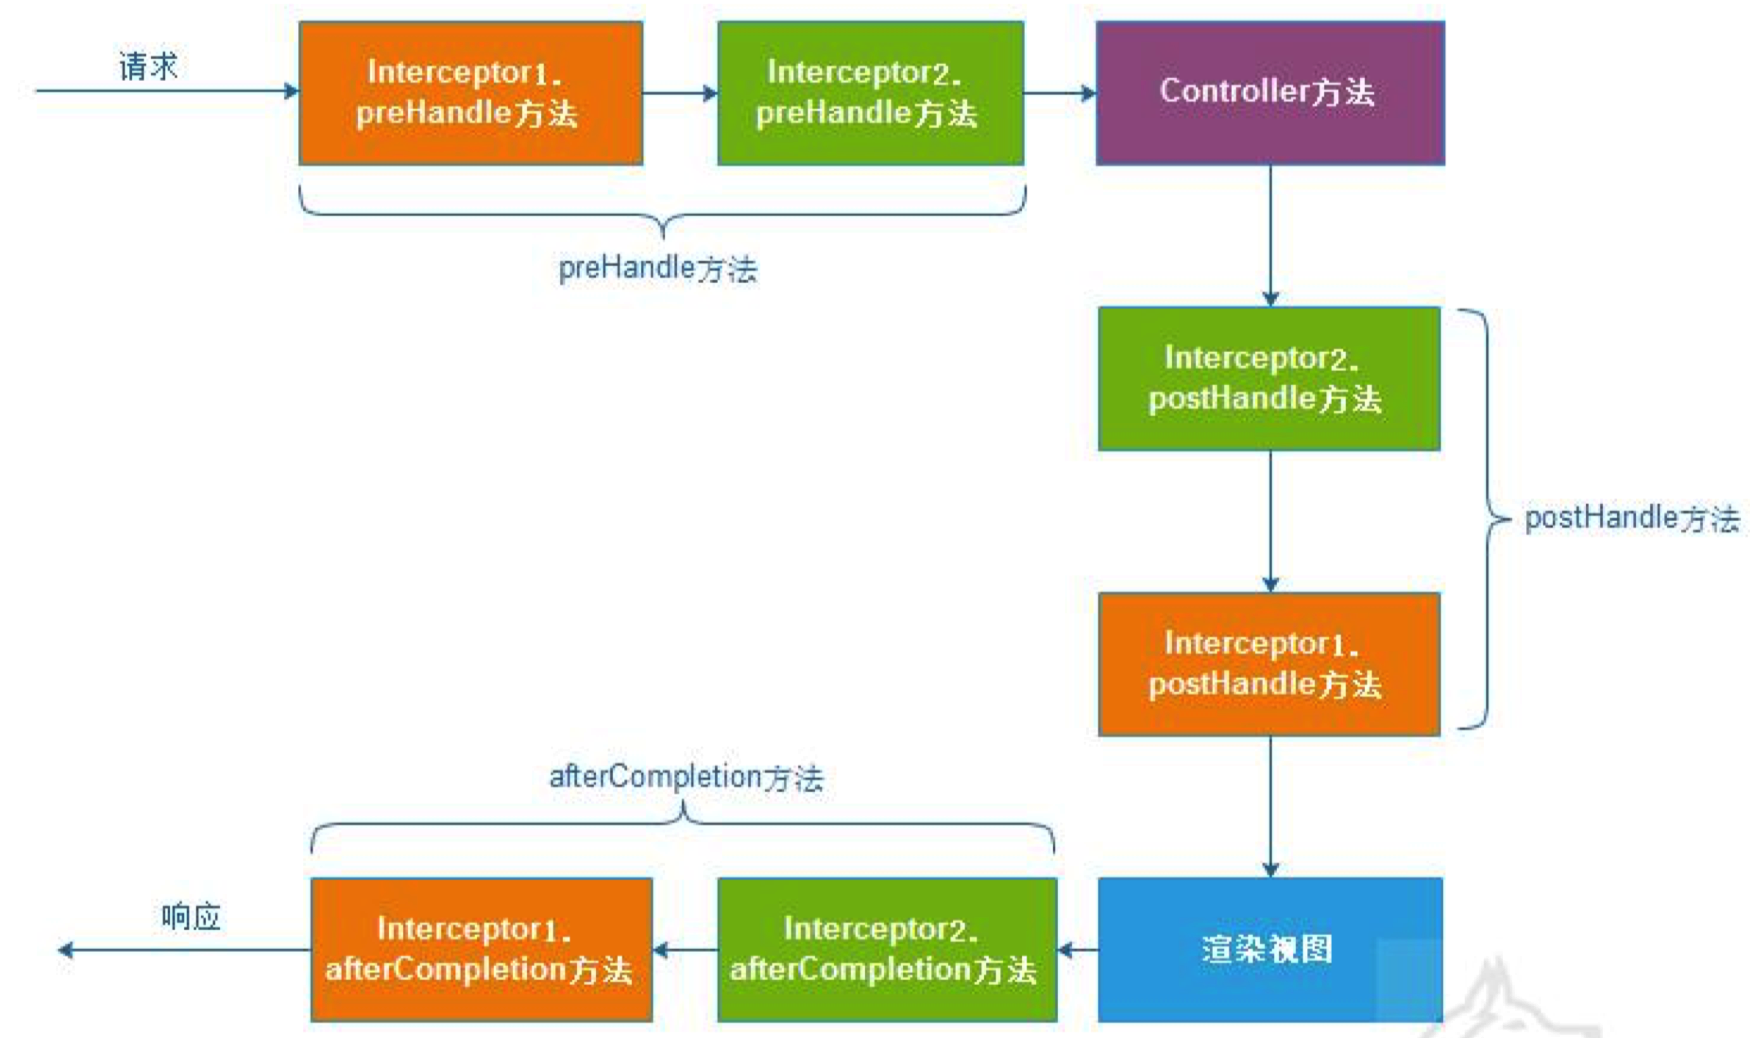 请求
Interceptor1.
preHandle方法
Interceptor2.
preHandle方法
Controller方法
preHandle方法
Interceptor2.
postHandle方法
postHandle方法
Interceptor1.
postHandle方法
afterCompletion方法
响应
Interceptor1.
afterCompletion方法
Interceptor2.
afterCompletion方法
渲染视图